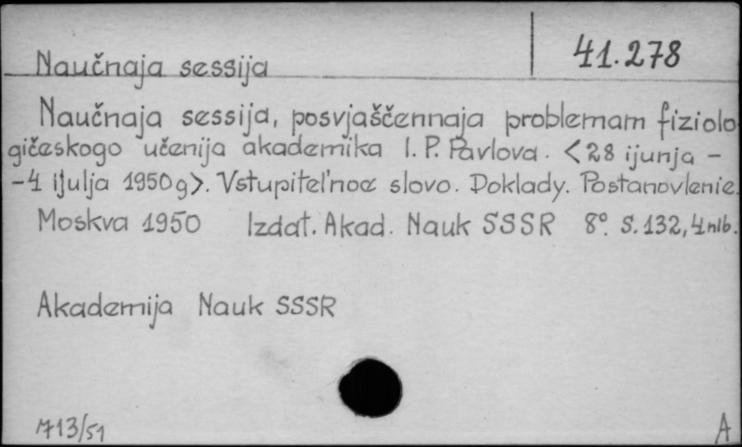 41.278
Naučnaja sessija
Naučnaja sessija, posvjaščennaja problemam fiziolo
gičeskogo učenija akademika I. P. Pavlova. <28 ijunja -
-4 ijulja 1950g>. Vstupitel'noe slovo. Doklady. Postanovlenie.
Moskva 1950 Izdat. Akad. Nauk SSSR 8°. S. 132, 4 nlb.
Akademija Nauk SSSR
1713/51 A